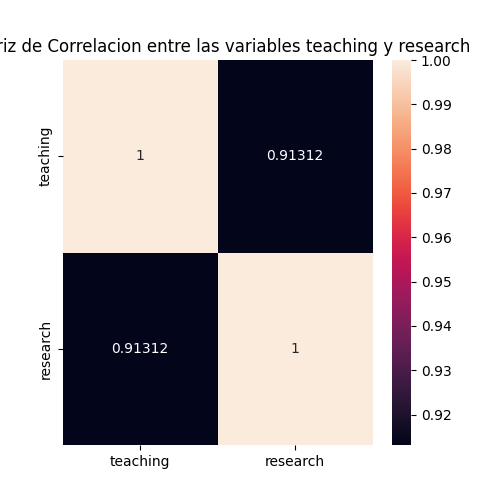 riz de Correlacion entre las variables teaching y research
teaching
research
1
0.91312
0.91312
1
teaching
research
1.00
0.99
0.98
0.97
0.96
0.95
0.94
0.93
0.92